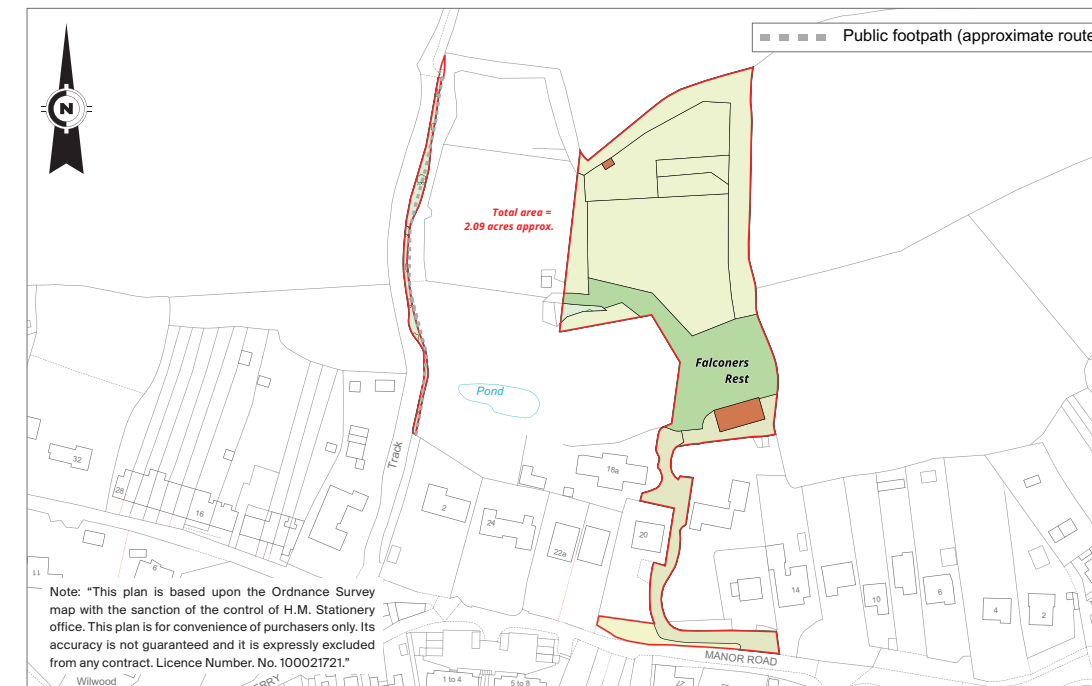 Public footpath (approximate route
N
Total area =
2.09 acres approx.
Falconers
Rest
Pond
Track
32
28
16
18a
2
24
22a
20
14
10
6
4
2
11
6
Note: “This plan is based upon the Ordnance Survey
map with the sanction of the control of H.M. Stationery
office. This plan is for convenience of purchasers only. Its
accuracy is not guaranteed and it is expressly excluded
from any contract. Licence Number. No. 100021721.”
MANOR ROAD
Wilwood
ERRY
1 to 4
5 to 8
17